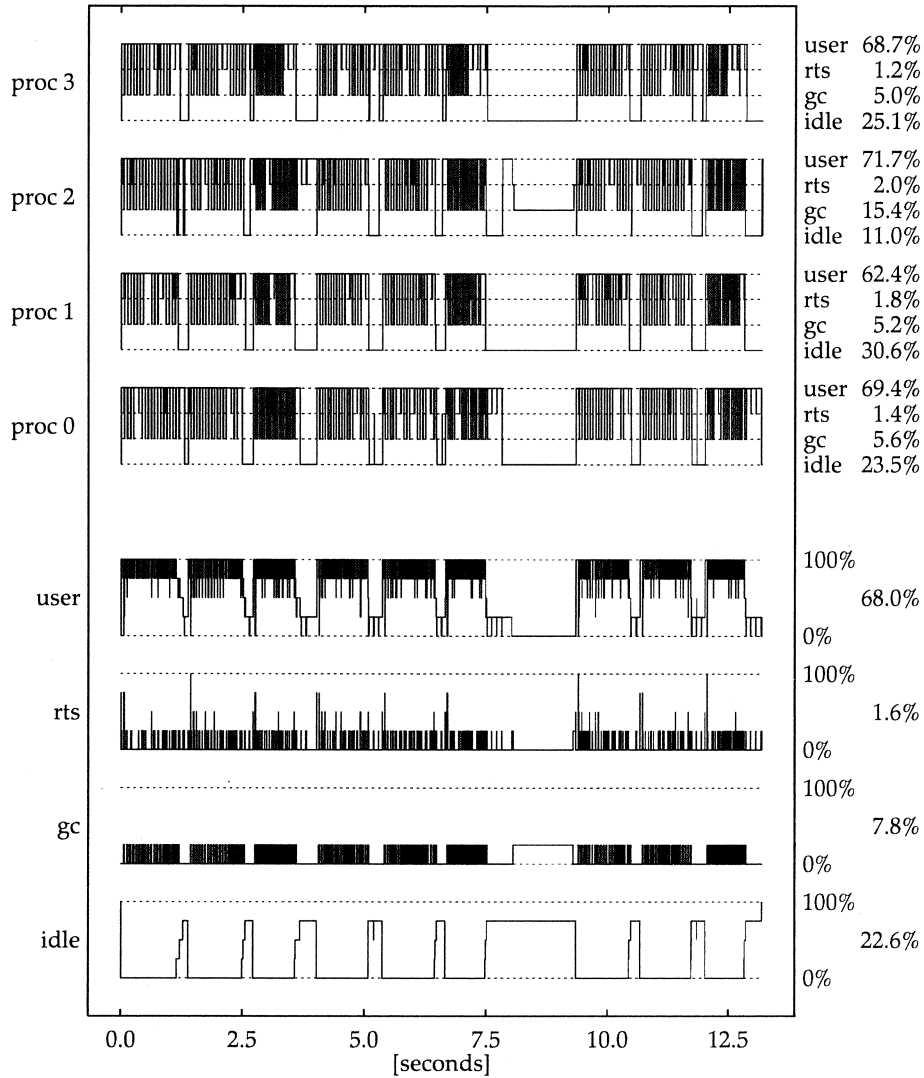 proc 3
user 68.7%
rts 1.2%
gc 5.0%
idle 25.1%
proc 2
user 71.7%
rts 2.0%
gc 15.4%
idle 11.0%
proc 1
user 62.4%
rts 1.8%
gc 5.2%
idle 30.6%
proc 0
user 69.4%
rts 1.4%
gc 5.6%
idle 23.5%
user
100%
68.0%
0%
rts
100%
1.6%
0%
gc
100%
7.8%
0%
idle
100%
22.6%
0%
0.0 2.5 5.0 7.5 10.0 12.5
[seconds]